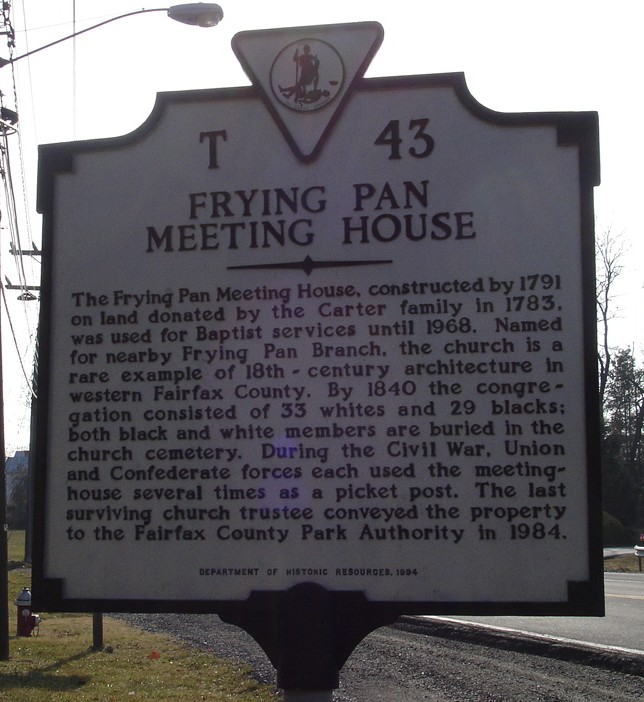 T 43
FRYING PAN
MEETING HOUSE
The Frying Pan Meeting House, constructed by 1791
on land donated by the Carter family in 1783,
was used for Baptist services until 1968. Named
for nearby Frying Pan Branch, the church is a
rare example of 18th-century architecture in
western Fairfax County. By 1840 the congre-
gation consisted of 33 whites and 29 blacks;
both black and white members are buried in the
church cemetery. During the Civil War, Union
and Confederate forces each used the meeting-
house several times as a picket post. The last
surviving church trustee conveyed the property
to the Fairfax County Park Authority in 1984.
DEPARTMENT OF HISTORIC RESOURCES, 1994